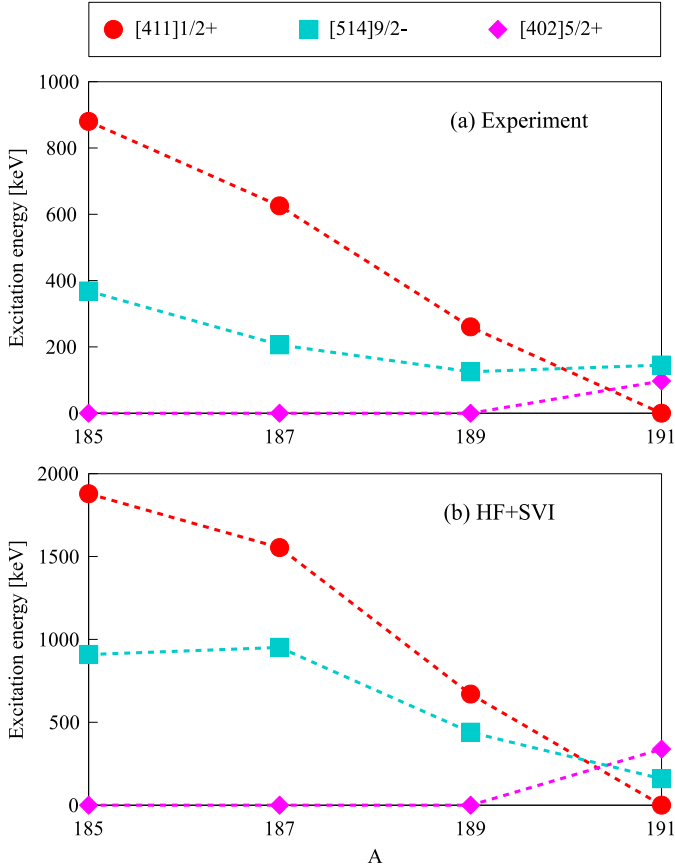 [411]1/2+ [514]9/2- [402]5/2+
(a) Experiment
Excitation energy [keV]
1000
800
600
400
200
0
185 187 189 191
(b) HF+SVI
Excitation energy [keV]
2000
1500
1000
500
0
185 187 189 191
A